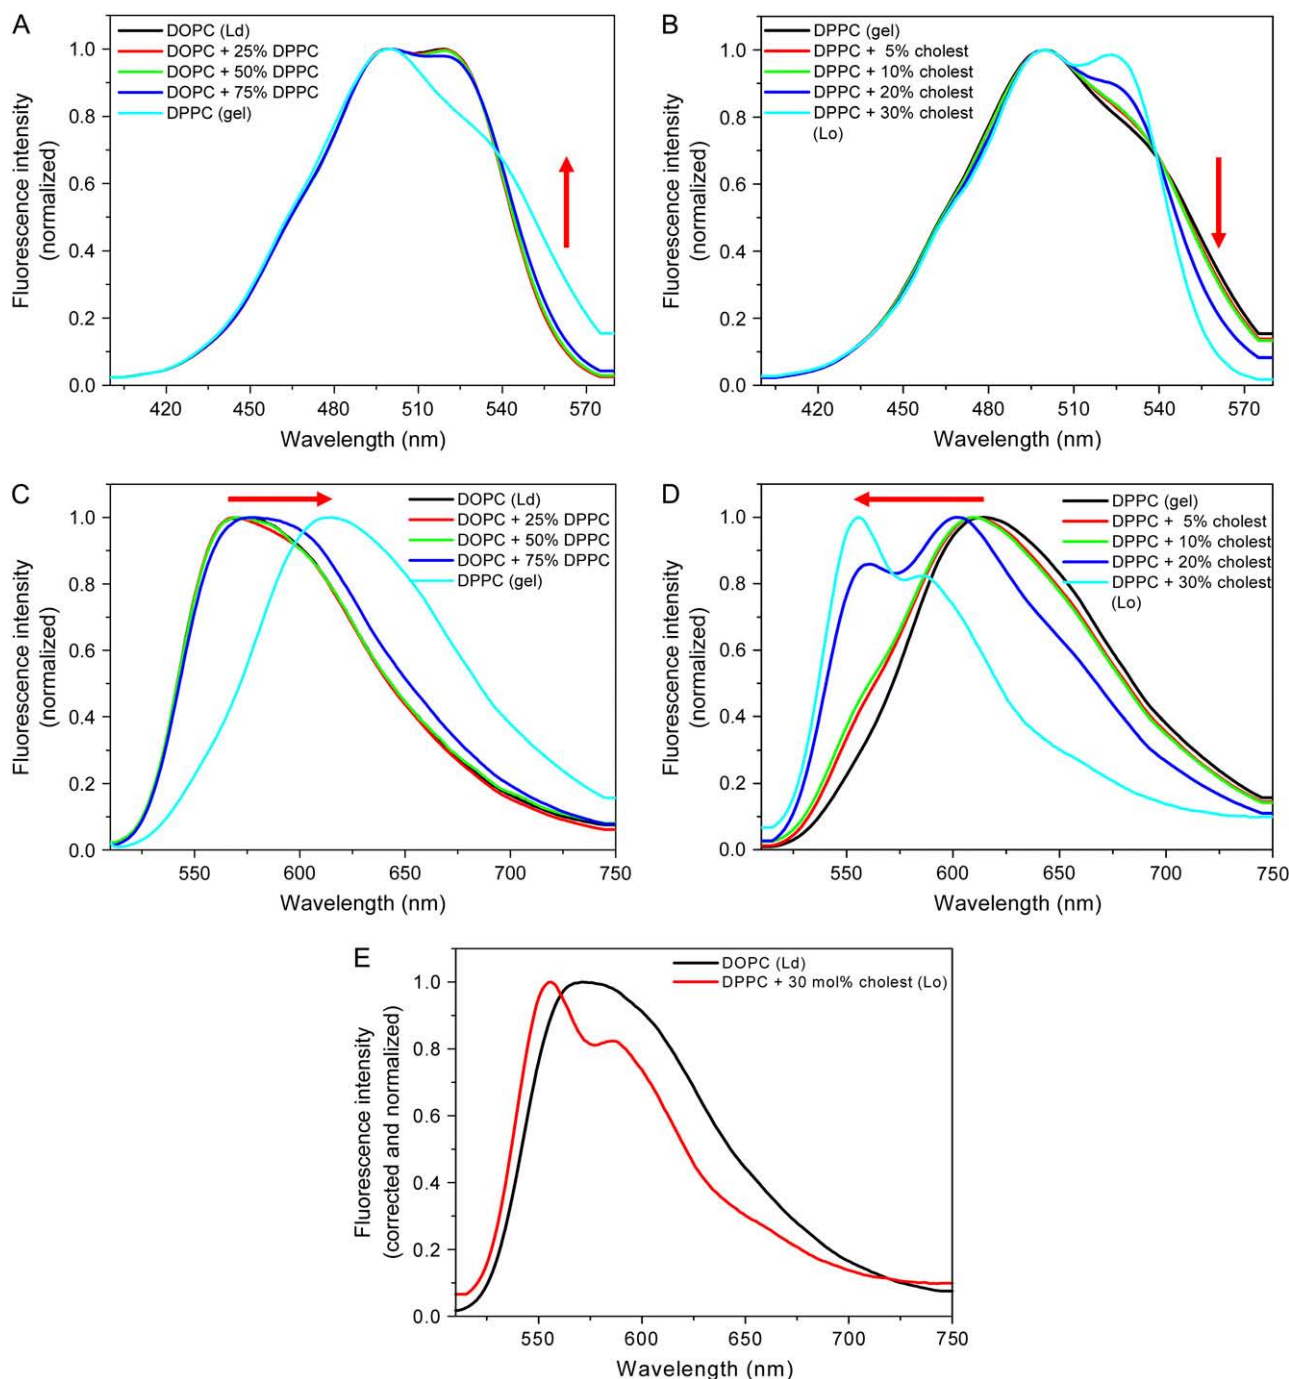 A
DOPC (Ld)
DOPC + 25% DPPC
DOPC + 50% DPPC
DOPC + 75% DPPC
DPPC (gel)
1.0
0.8
0.6
0.4
0.2
0.0
Fluorescence intensity
(normalized)
420 450 480 510 540 570
Wavelength (nm)
B
DPPC (gel)
DPPC + 5% cholest
DPPC + 10% cholest
DPPC + 20% cholest
DPPC + 30% cholest
(Lo)
1.0
0.8
0.6
0.4
0.2
0.0
Fluorescence intensity
(normalized)
420 450 480 510 540 570
Wavelength (nm)
C
DOPC (Ld)
DOPC + 25% DPPC
DOPC + 50% DPPC
DOPC + 75% DPPC
DPPC (gel)
1.0
0.8
0.6
0.4
0.2
0.0
Fluorescence intensity
(normalized)
550 600 650 700 750
Wavelength (nm)
D
DPPC (gel)
DPPC + 5% cholest
DPPC + 10% cholest
DPPC + 20% cholest
DPPC + 30% cholest
(Lo)
1.0
0.8
0.6
0.4
0.2
0.0
Fluorescence intensity
(normalized)
550 600 650 700 750
Wavelength (nm)
E
DOPC (Ld)
DPPC + 30 mol% cholest (Lo)
1.0
0.8
0.6
0.4
0.2
0.0
Fluorescence intensity
(corrected and normalized)
550 600 650 700 750
Wavelength (nm)